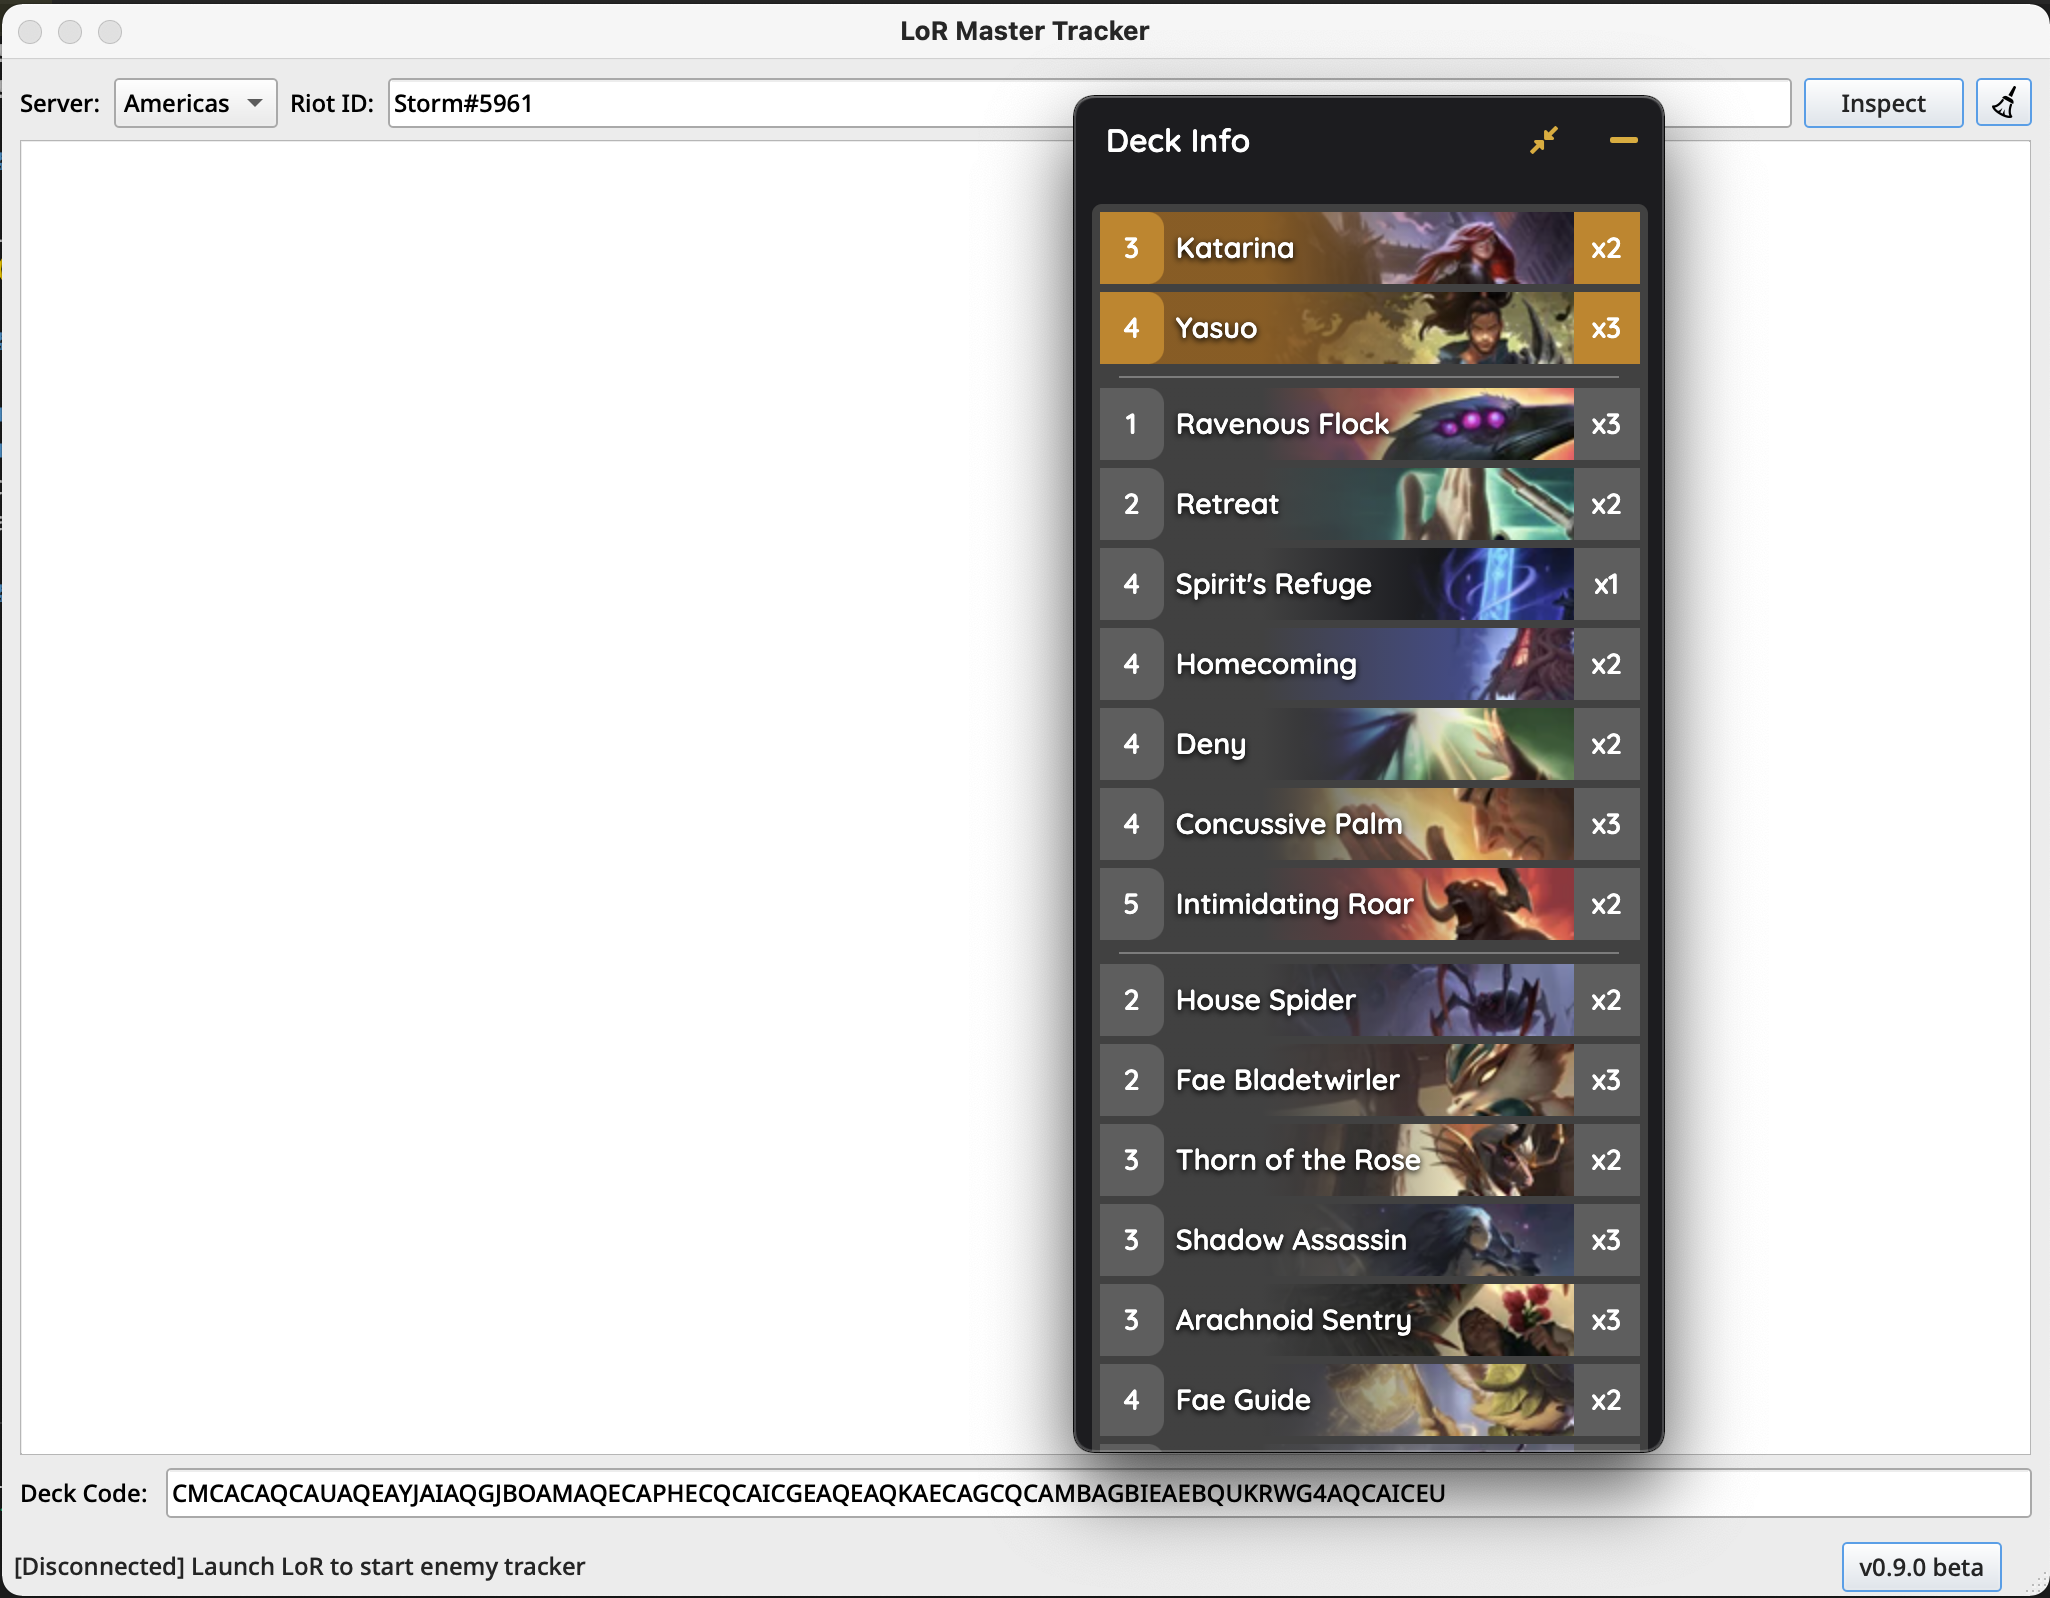 LoR Master Tracker
Server: Americas Riot ID: Storm#5961 Inspect
Deck Info
3 Katarina x2
4 Yasuo x3
1 Ravenous Flock x3
2 Retreat x2
4 Spirit's Refuge x1
4 Homecoming x2
4 Deny x2
4 Concussive Palm x3
5 Intimidating Roar x2
2 House Spider x2
2 Fae Bladetwirler x3
3 Thorn of the Rose x2
3 Shadow Assassin x3
3 Arachnoid Sentry x3
4 Fae Guide x2
Deck Code: CMCACAQCAUAQEAYJAIAQGJBOAMAQECAPHECQCAICGEAQEAQKAECAGCQCAMBAGBIEAEBQUKRWG4AQCAICEU
[Disconnected] Launch LoR to start enemy tracker
v0.9.0 beta